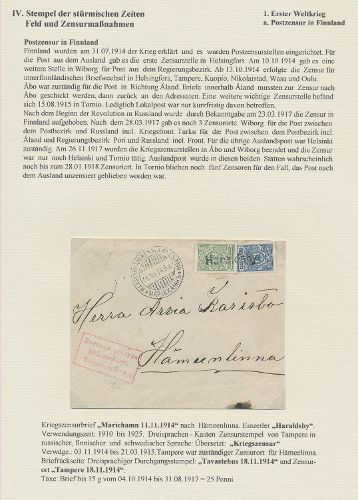 IV. Stempel der stürmischen Zeiten
Feld und Zensurmaßnahmen
1. Erster Weltkrieg
a. Postzensur in Finnland
Postzensur in Finnland
Finnland wurden am 31.07.1914 der Krieg erklärt und es wurden Postzensurstellen eingerichtet. Für
die Post aus dem Ausland gab es die erste Zensurstelle in Helsingfors. Am 10.10.1914 gab es eine
weitere Stelle in Wiborg für Post aus dem Regierungsbezirk. Ab 13.10.1914 erfolgte die Zensur für
innerfinnländischen Briefwechsel in Helsingfors, Tampere, Kuopio, Nikolaistad, Wasa und Oulu.
Åbo war zuständig für die Post in Richtung Åland. Briefe innerhalb Åland mussten zur Zensur nach
Åbo geschickt werden, dann zurück an die Adressaten. Eine weitere wichtige Zensurstelle befand
sich 15.08.1915 in Tornio. Lediglich Lokalpost war nur kurzfristig davon betroffen.
Nach dem Beginn der Revolution in Russland wurde durch Bekanntgabe am 23.03.1917 die Zensur in
Finnland aufgehoben. Nach dem 28.03.1917 gab es noch 3 Zensurorte. Wiborg für die Post zwischen
dem Postbezirk und Russland incl. Kriegsfront. Turku für die Post zwischen dem Postbezirk incl.
Åland und Regierungsbezirk. Pori und Russland incl. Front. Für die übrige Auslandspost war Helsinki
zuständig. Am 26.11 1917 wurden die Kriegszensurstellen in Åbo und Wiborg beendet und die Zensur
war nur noch Helsinki und Tornio tätig. Auslandpost wurde in diesen beiden Stätten wahrscheinlich
noch bis zum 28.01.1918 Zensuriert. In Tornio blieben noch fünf Zensoren für den Fall, das Post nach
dem Ausland unzensiert geblieben worden war.
Herra Arvia Karisto
Hämeenlinna
Kriegszensurbrief „Mariehamn 11.11.1914“ nach Hämeenlinna. Einzeiler „Haraldsby“.
Verwendungszeit: 1910 bis 1925. Dreisprachen - Kasten Zensurstempel von Tampere in
russischer, finnischer und schwedischer Sprache: Übersetzt: „Kriegszensur“
Verwdgz.: 03.11.1914 bis 21.03.1915.Tampere war zuständiger Zensurort für Hämeenlinna.
Briefrückseite: Dreisprachiger Durchgangstempel: „Tavastehus 18.11.1914“ und Zensur-
ort „Tampere 18.11.1914“.
Taxe: Brief bis 15 g vom 04.10.1914 bis 31.08.1917 = 25 Penni.